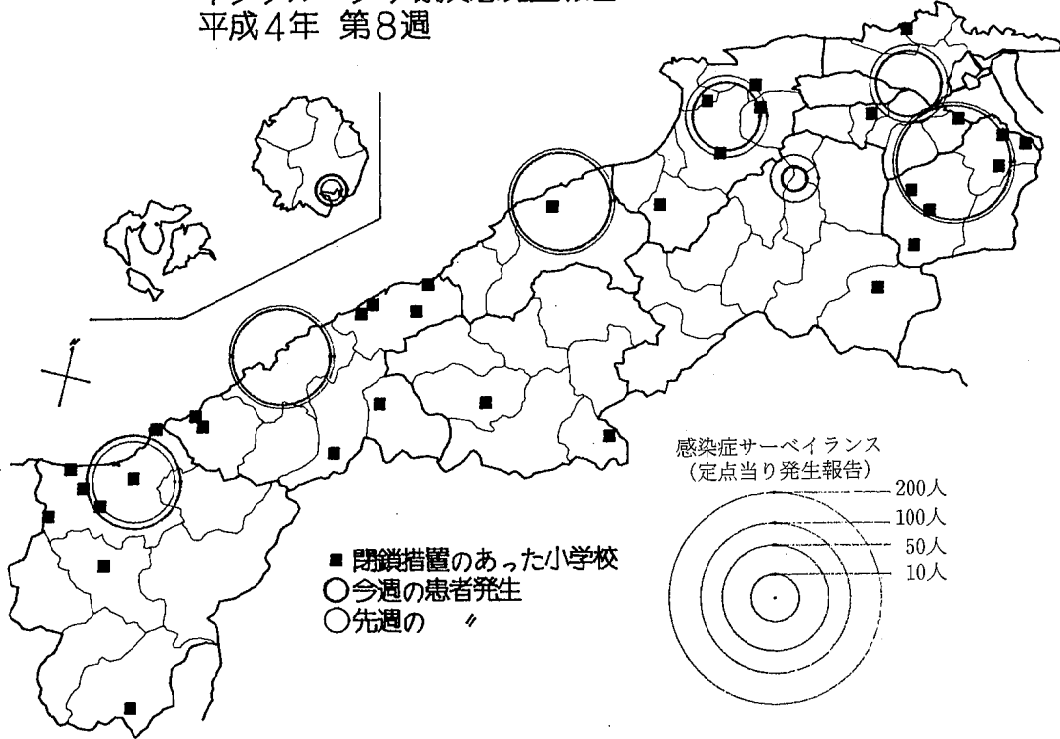 平成4年 第8週
感染症サーベイランス
(定点当り発生報告)
200人
100人
50人
10人
■ 閉鎖措置のあった小学校
○ 今週の患者発生
○ 先週の 〃